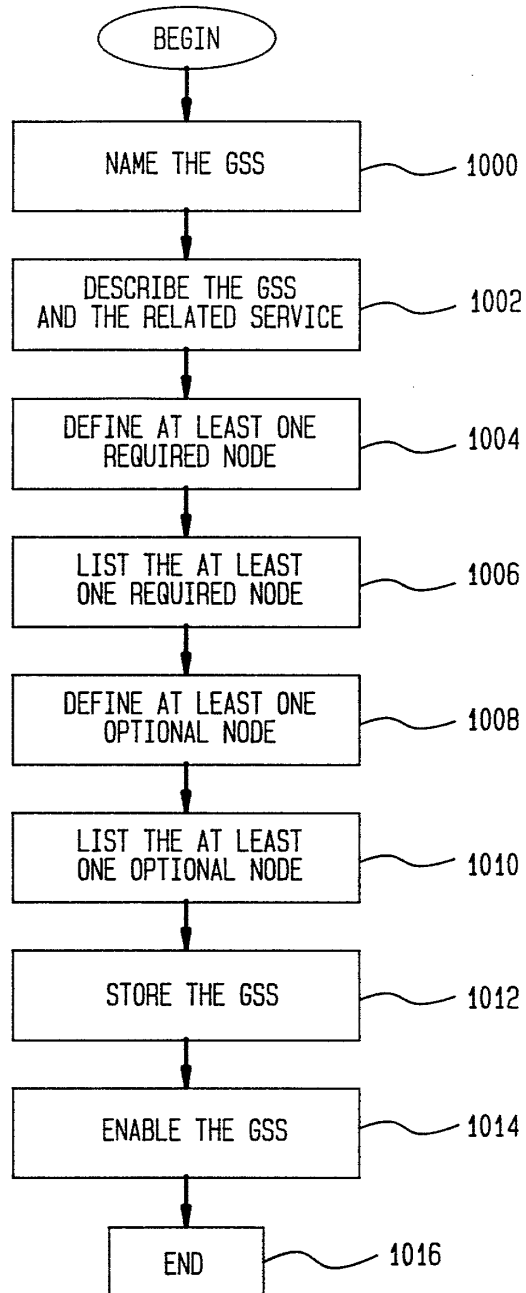 BEGIN
NAME THE GSS
1000
DESCRIBE THE GSS
AND THE RELATED SERVICE
1002
DEFINE AT LEAST ONE
REQUIRED NODE
1004
LIST THE AT LEAST
ONE REQUIRED NODE
1006
DEFINE AT LEAST ONE
OPTIONAL NODE
1008
LIST THE AT LEAST
ONE OPTIONAL NODE
1010
STORE THE GSS
1012
ENABLE THE GSS
1014
END
1016